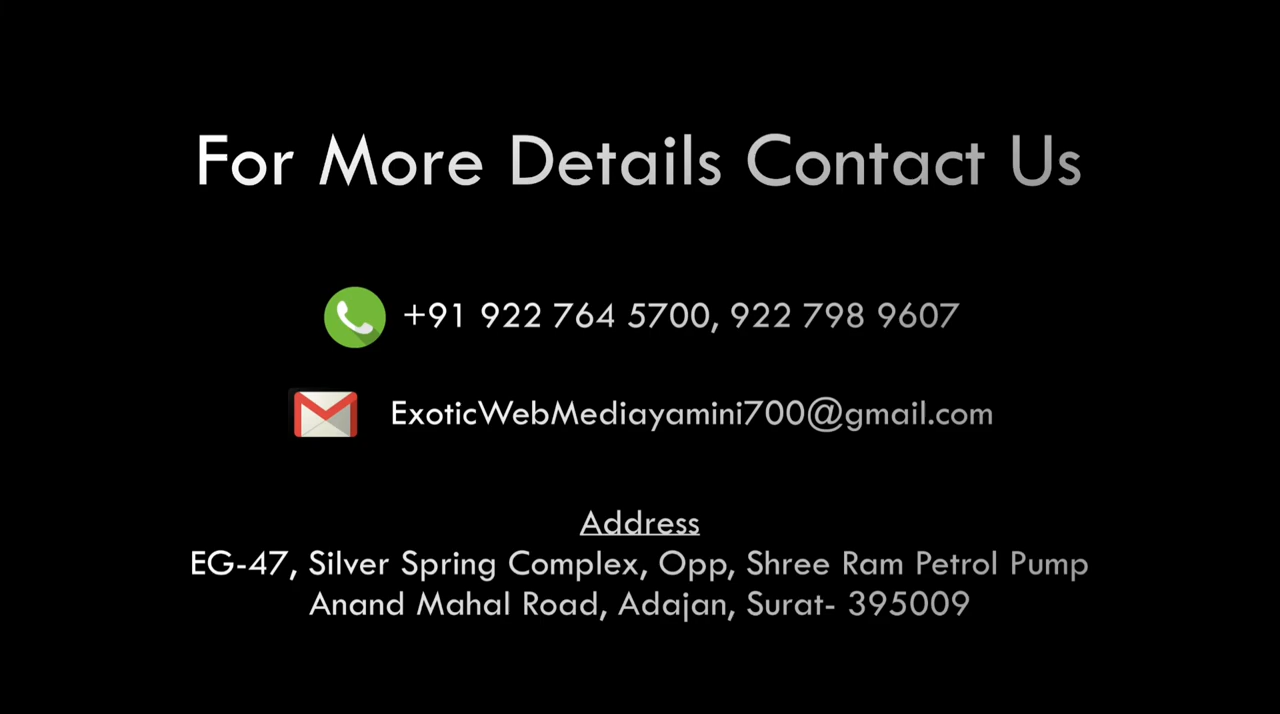 For More Details Contact Us
+91 922 764 5700, 922 798 9607
ExoticWebMediayamini700@gmail.com
Address
EG-47, Silver Spring Complex, Opp, Shree Ram Petrol Pump
Anand Mahal Road, Adajan, Surat- 395009